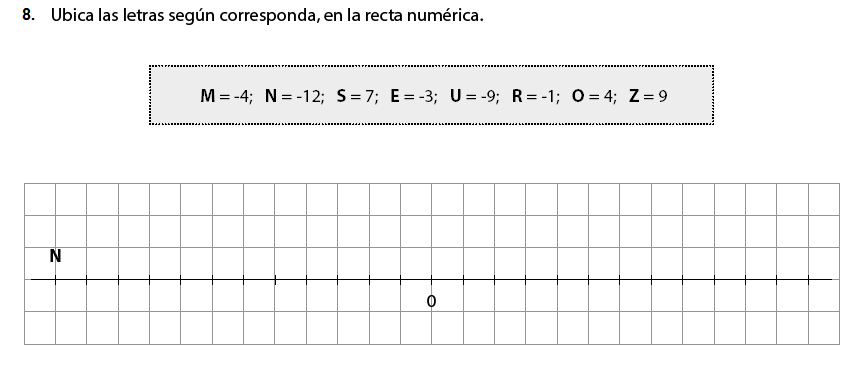 8. Ubica las letras según corresponda, en la recta numérica.
M = -4; N = -12; S = 7; E = -3; U = -9; R = -1; O = 4; Z = 9
N
0